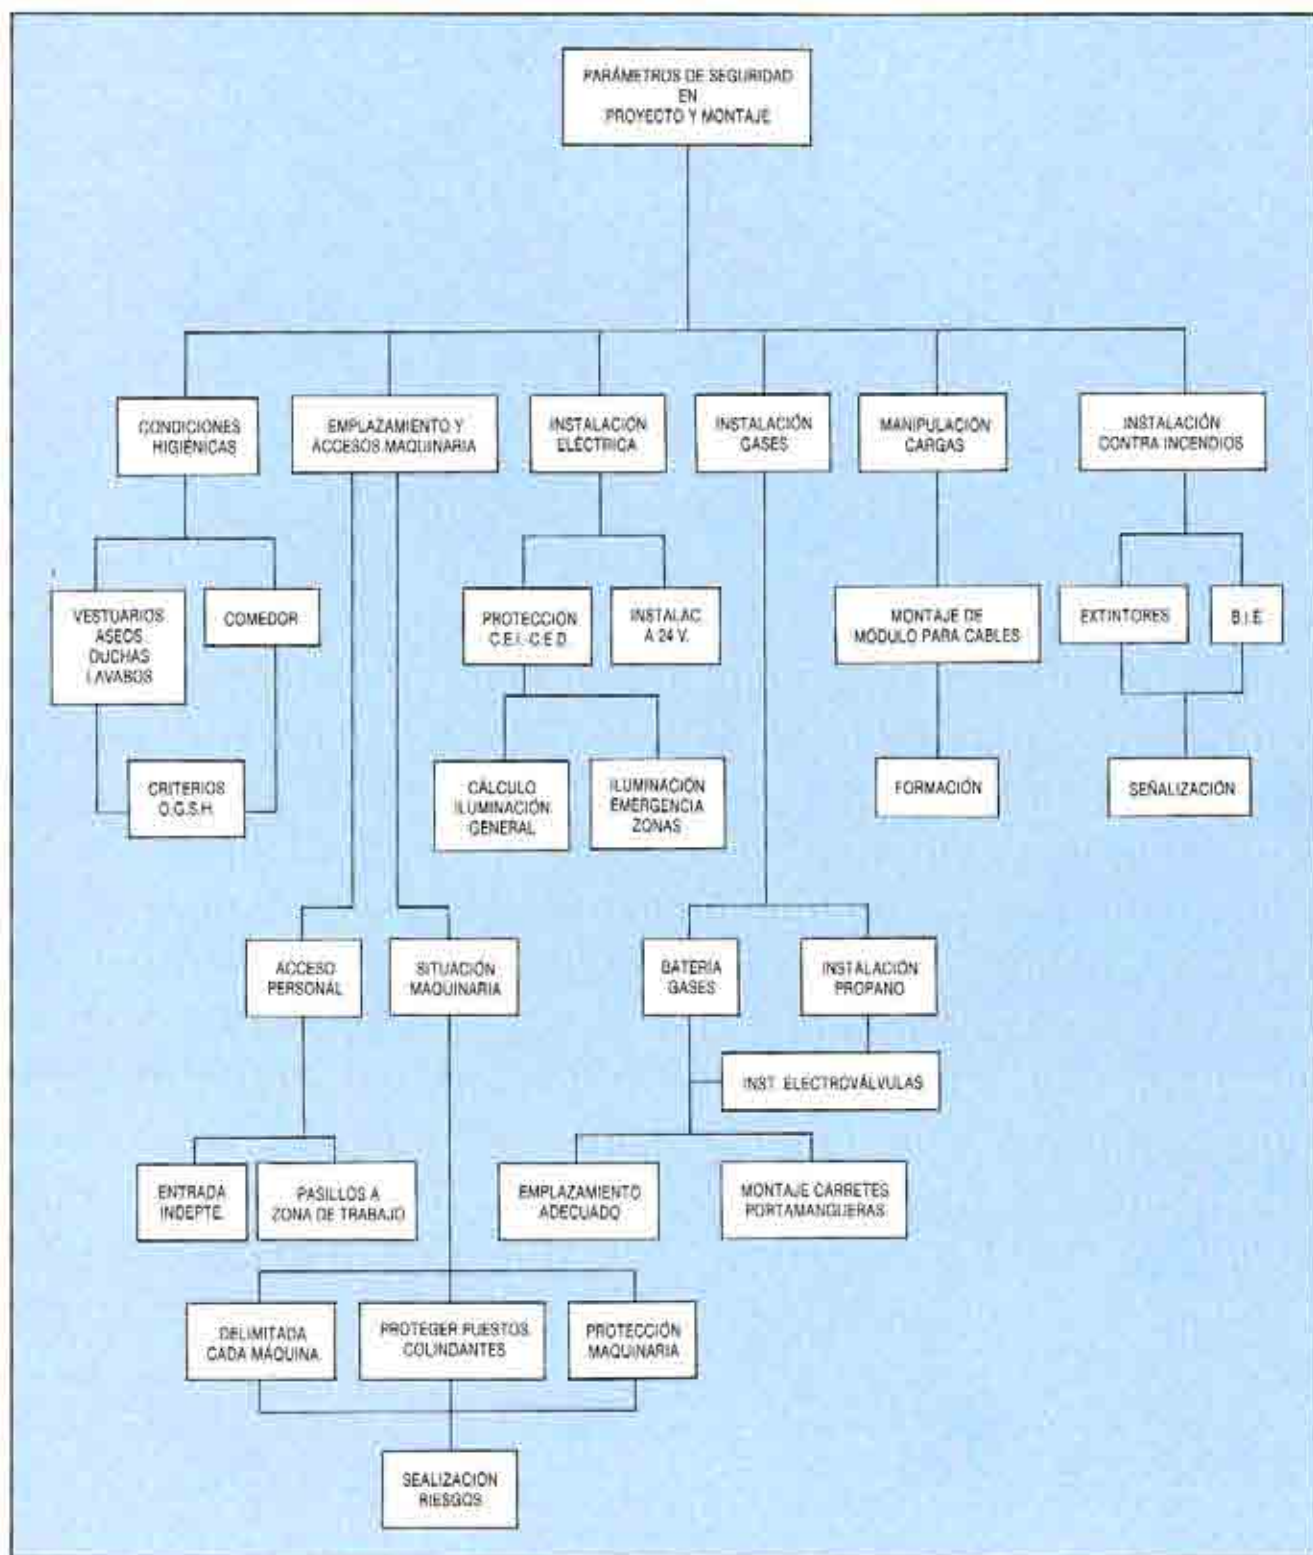 PARÁMETROS DE SEGURIDAD
EN
PROYECTO Y MONTAJE
CONDICIONES
HIGIÉNICAS
EMPLAZAMIENTO Y
ACCESOS MAQUINARIA
INSTALACIÓN
ELÉCTRICA
INSTALACIÓN
GASES
MANIPULACIÓN
CARGAS
INSTALACIÓN
CONTRA INCENDIOS
VESTUARIOS
ASEOS
DUCHAS
LAVABOS
COMEDOR
PROTECCIÓN
C.E.I.-C.E.D.
INSTALAC
A 24 V.
MONTAJE DE
MÓDULO PARA CABLES
EXTINTORES
B.I.E.
CRITERIOS
O.G.S.H.
CÁLCULO
ILUMINACIÓN
GENERAL
ILUMINACIÓN
EMERGENCIA
ZONAS
FORMACIÓN
SEÑALIZACIÓN
ACCESO
PERSONAL
SITUACIÓN
MAQUINARIA
BATERÍA
GASES
INSTALACIÓN
PROPANO
INST. ELECTROVÁLVULAS
ENTRADA
INDEPTE.
PASILLOS A
ZONA DE TRABAJO
EMPLAZAMIENTO
ADECUADO
MONTAJE CARRETES
PORTAMANGUERAS
DELIMITADA
CADA MÁQUINA
PROTEGER PUESTOS
COLINDANTES
PROTECCIÓN
MAQUINARIA
SEALIZACIÓN
RIESGOS